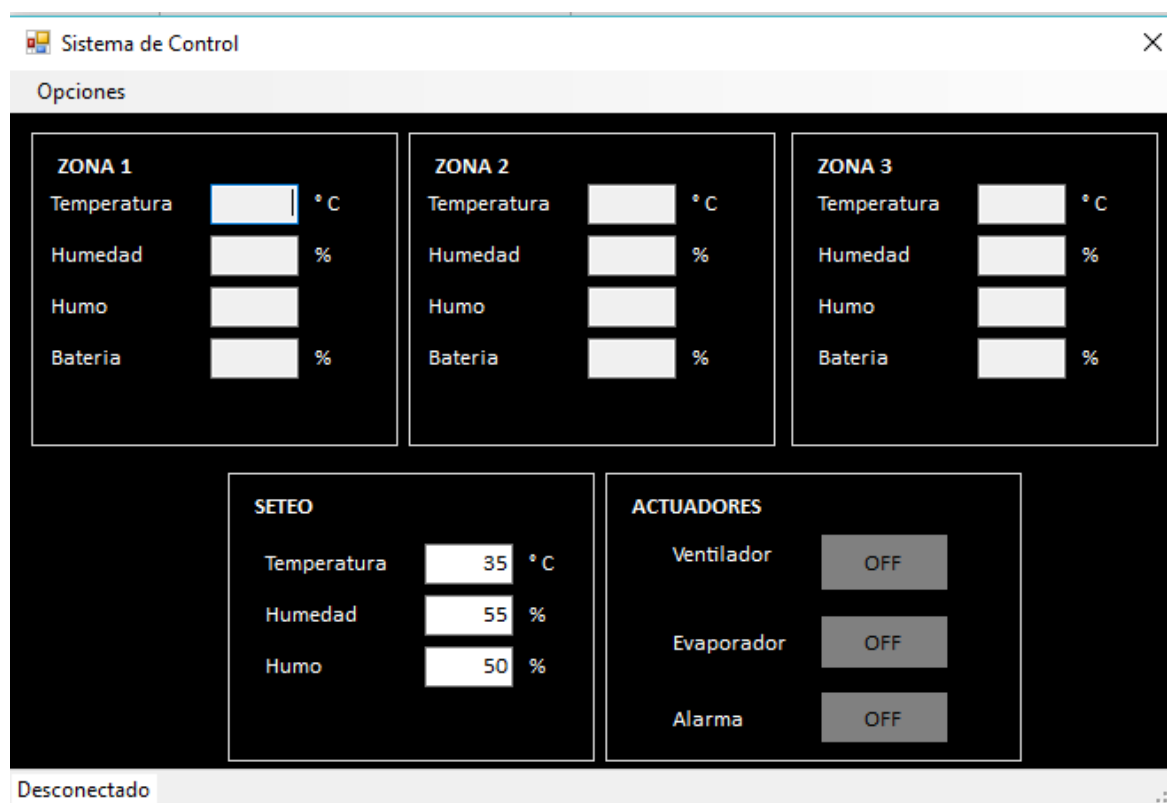 Sistema de Control
Opciones
ZONA 1
Temperatura ° C
Humedad %
Humo
Bateria %
ZONA 2
Temperatura ° C
Humedad %
Humo
Bateria %
ZONA 3
Temperatura ° C
Humedad %
Humo
Bateria %
SETEO
Temperatura 35 ° C
Humedad 55 %
Humo 50 %
ACTUADORES
Ventilador OFF
Evaporador OFF
Alarma OFF
Desconectado